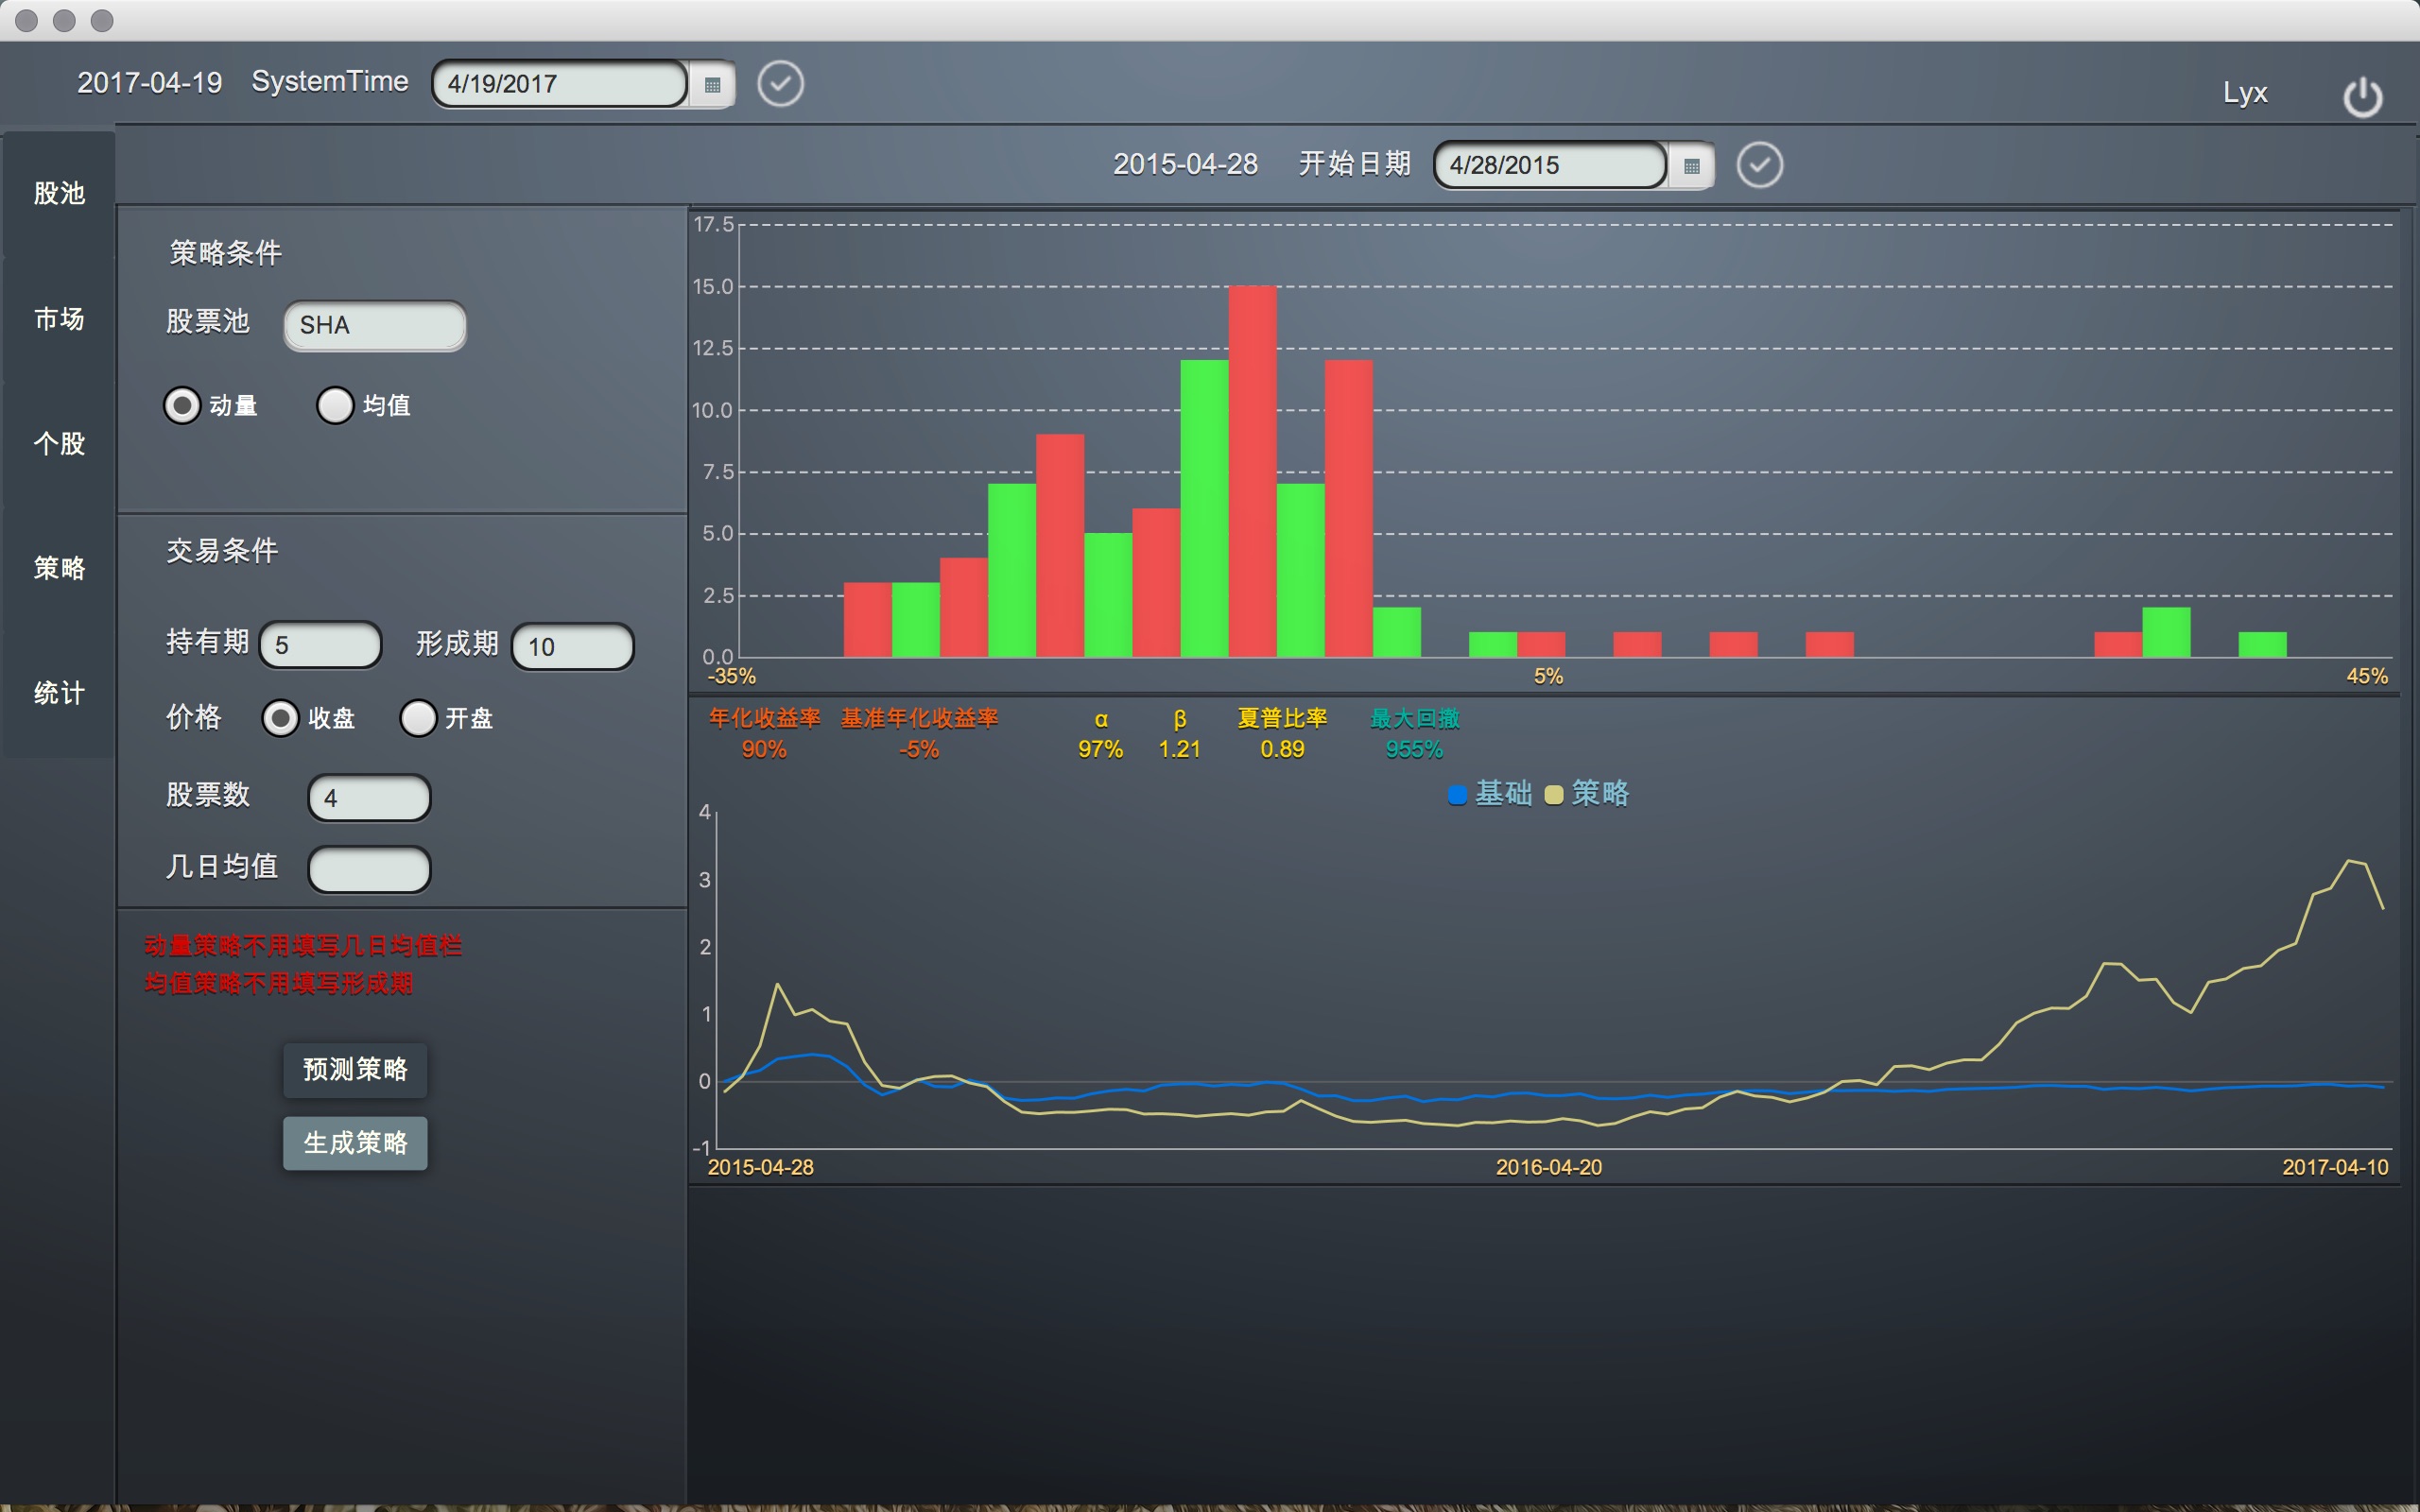 2017-04-19 SystemTime 4/19/2017
Lyx
2015-04-28 开始日期 4/28/2015
股池
市场
个股
策略
统计
策略条件
股票池 SHA
动量 均值
交易条件
持有期 5 形成期 10
价格 收盘 开盘
股票数 4
几日均值
动量策略不用填写几日均值栏
均值策略不用填写形成期
预测策略
生成策略
17.5
15.0
12.5
10.0
7.5
5.0
2.5
0.0
-35% 5% 45%
年化收益率 基准年化收益率 α β 夏普比率 最大回撤
90% -5% 97% 1.21 0.89 955%
基础 策略
4
3
2
1
0
-1
2015-04-28 2016-04-20 2017-04-10